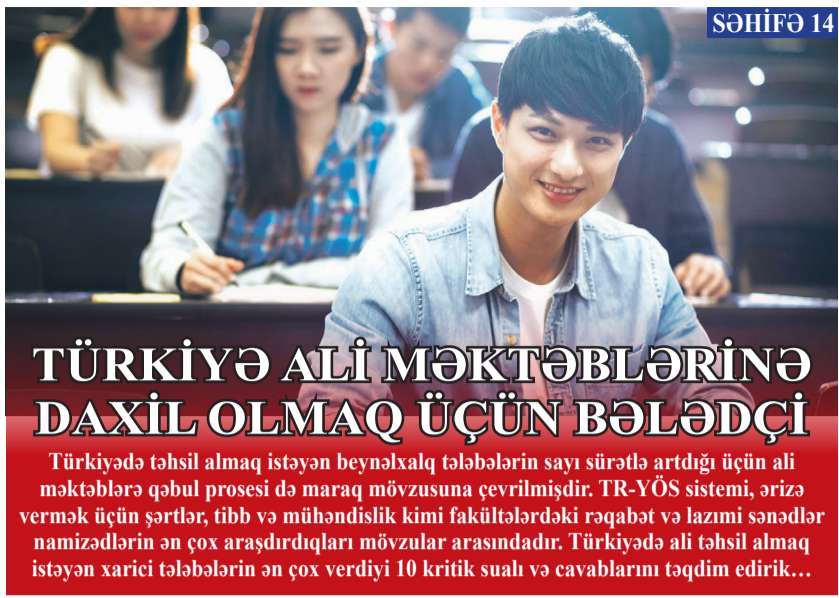 SƏHİFƏ 14
TÜRKİYƏ ALİ MƏKTƏBLƏRİNƏ
DAXİL OLMAQ ÜÇÜN BƏLƏDÇİ
Türkiyədə təhsil almaq istəyən beynəlxalq tələbələrin sayı sürətlə artdığı üçün ali
məktəblərə qəbul prosesi də maraq mövzusuna çevrilmişdir. TR-YÖS sistemi, ərizə
vermək üçün şərtlər, tibb və mühəndislik kimi fakültələrdəki rəqabət və lazımi sənədlər
namizədlərin ən çox araşdırdıqları mövzular arasındadır. Türkiyədə ali təhsil almaq
istəyən xarici tələbələrin ən çox verdiyi 10 kritik sualı və cavablarını təqdim edirik…